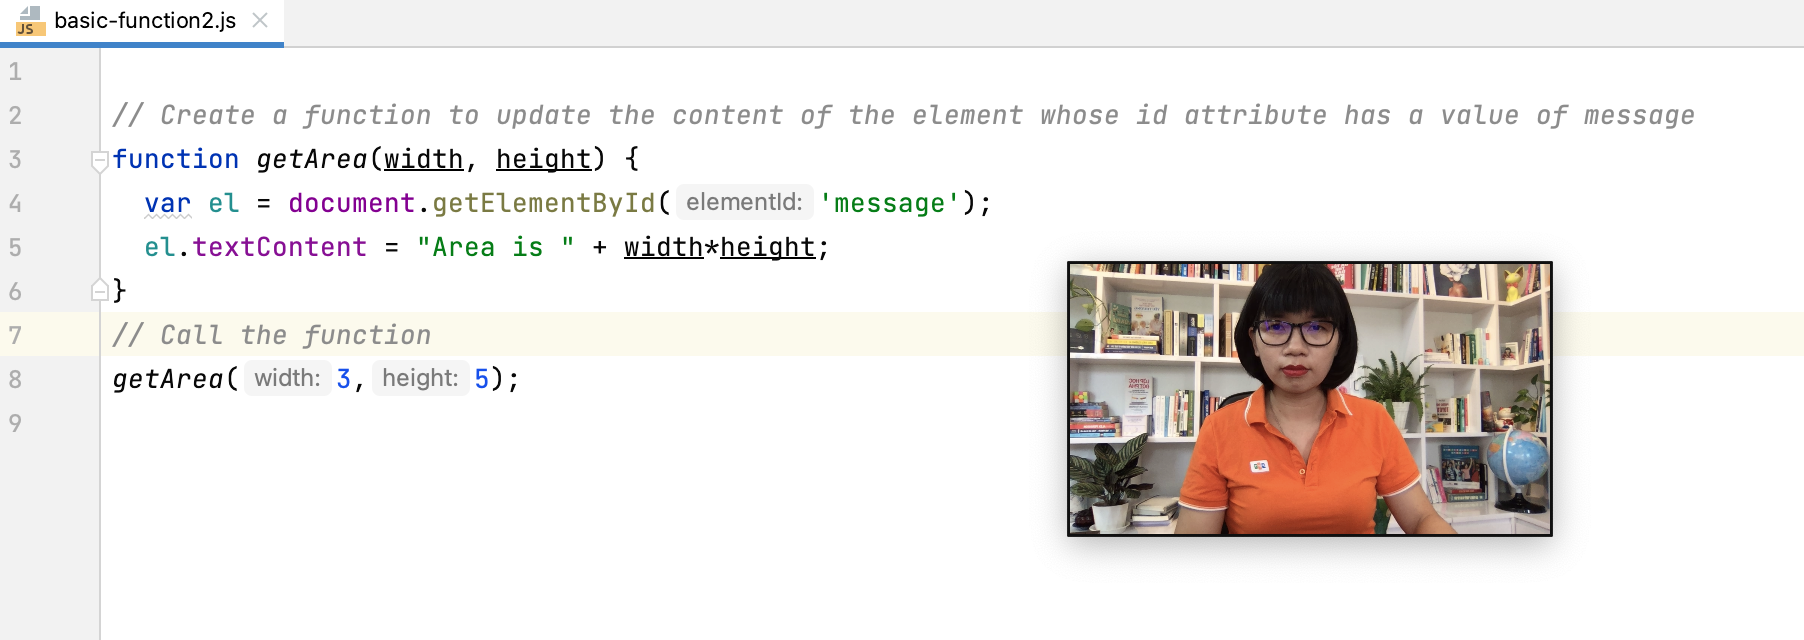 JS basic-function2.js
1
2 // Create a function to update the content of the element whose id attribute has a value of message
3 function getArea(width, height) {
4 var el = document.getElementById( elementId: 'message');
5 el.textContent = "Area is " + width*height;
6 }
7 // Call the function
8 getArea( width: 3, height: 5);
9